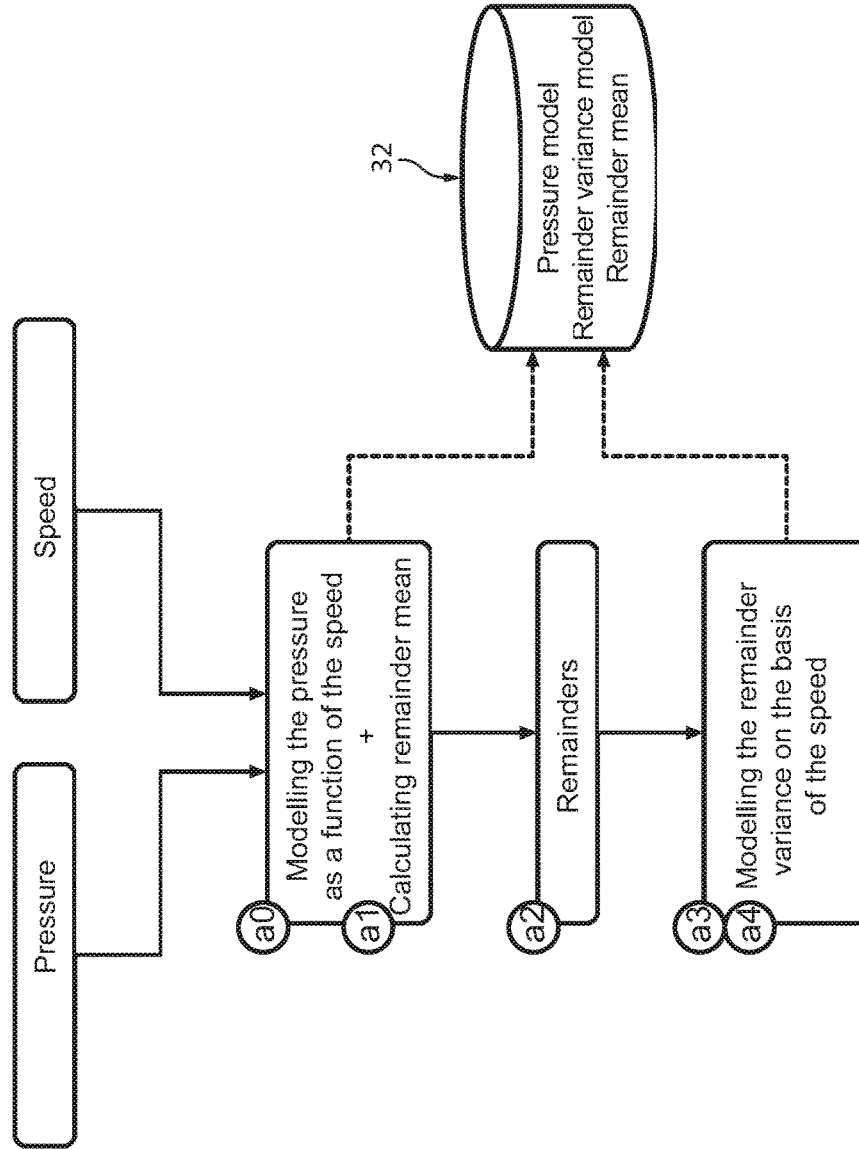 Pressure
Speed
a0
Modelling the pressure
as a function of the speed
+
a1
Calculating remainder mean
a2
Remainders
a3
a4
Modelling the remainder
variance on the basis
of the speed
32
Pressure model
Remainder variance model
Remainder mean